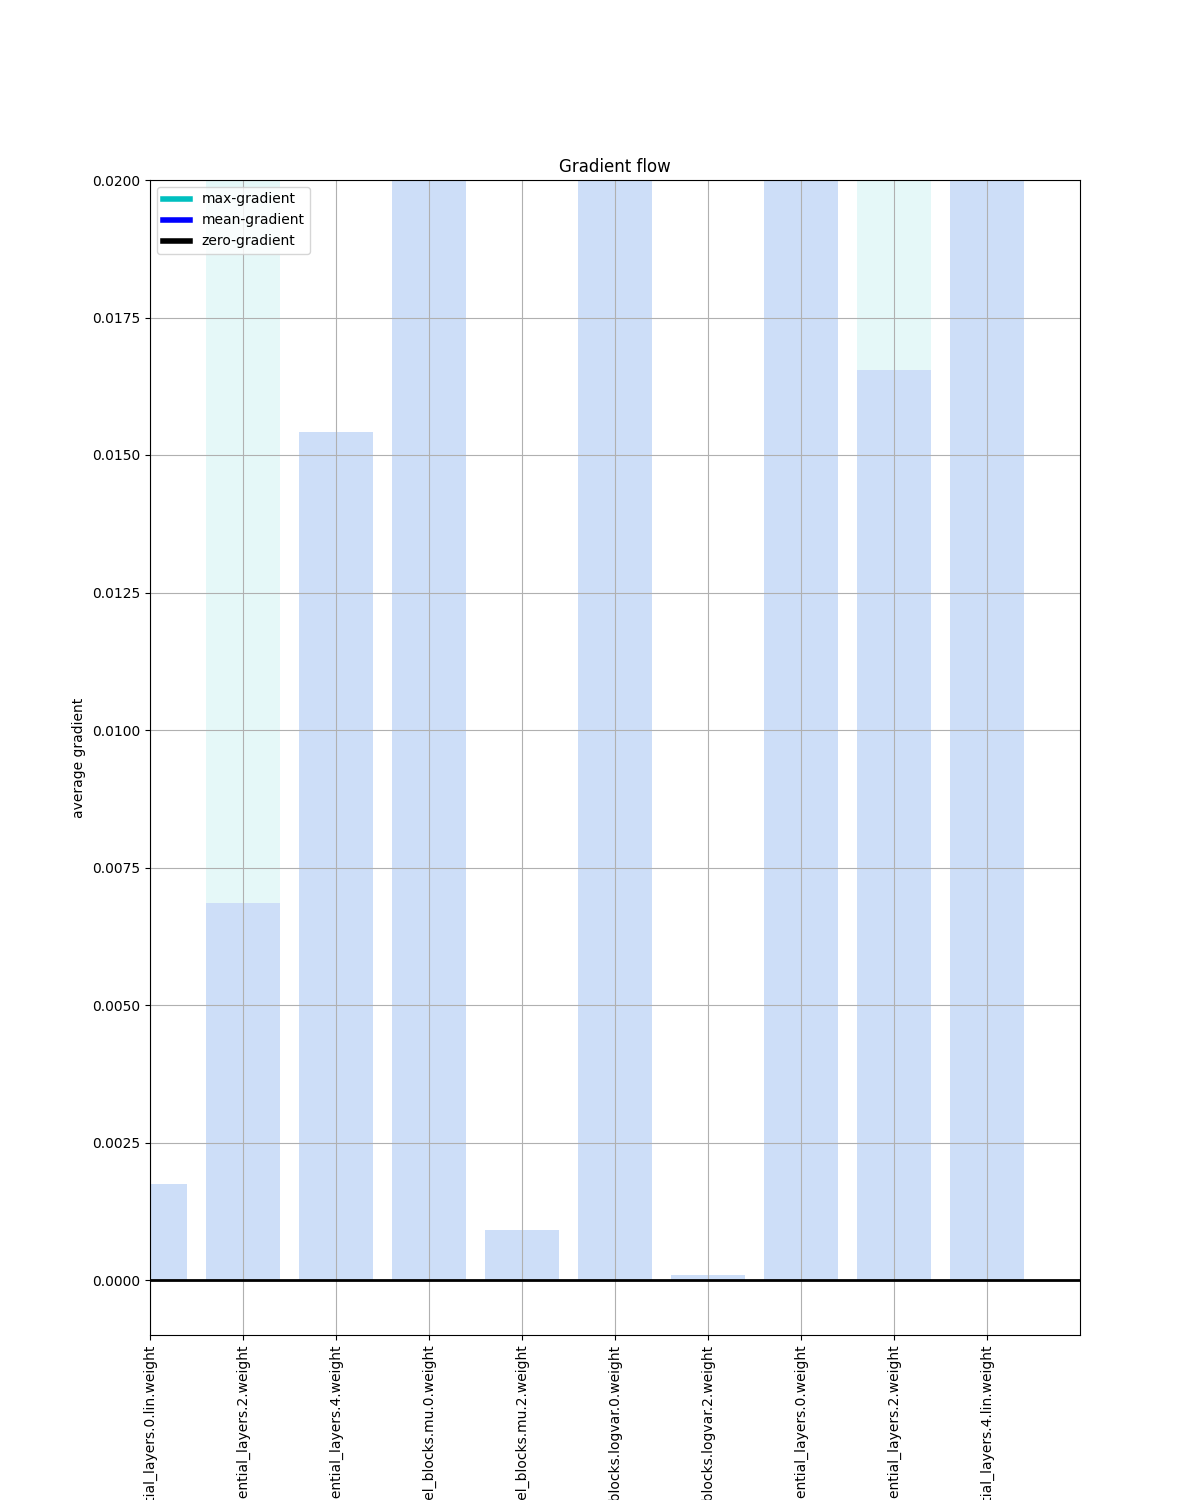 Gradient flow
max-gradient
mean-gradient
zero-gradient
0.0200
0.0175
0.0150
0.0125
0.0100
0.0075
0.0050
0.0025
0.0000
average gradient
tial_layers.0.lin.weight
ential_layers.2.weight
ential_layers.4.weight
el_blocks.mu.0.weight
el_blocks.mu.2.weight
blocks.logvar.0.weight
blocks.logvar.2.weight
ential_layers.0.weight
ential_layers.2.weight
tial_layers.4.lin.weight